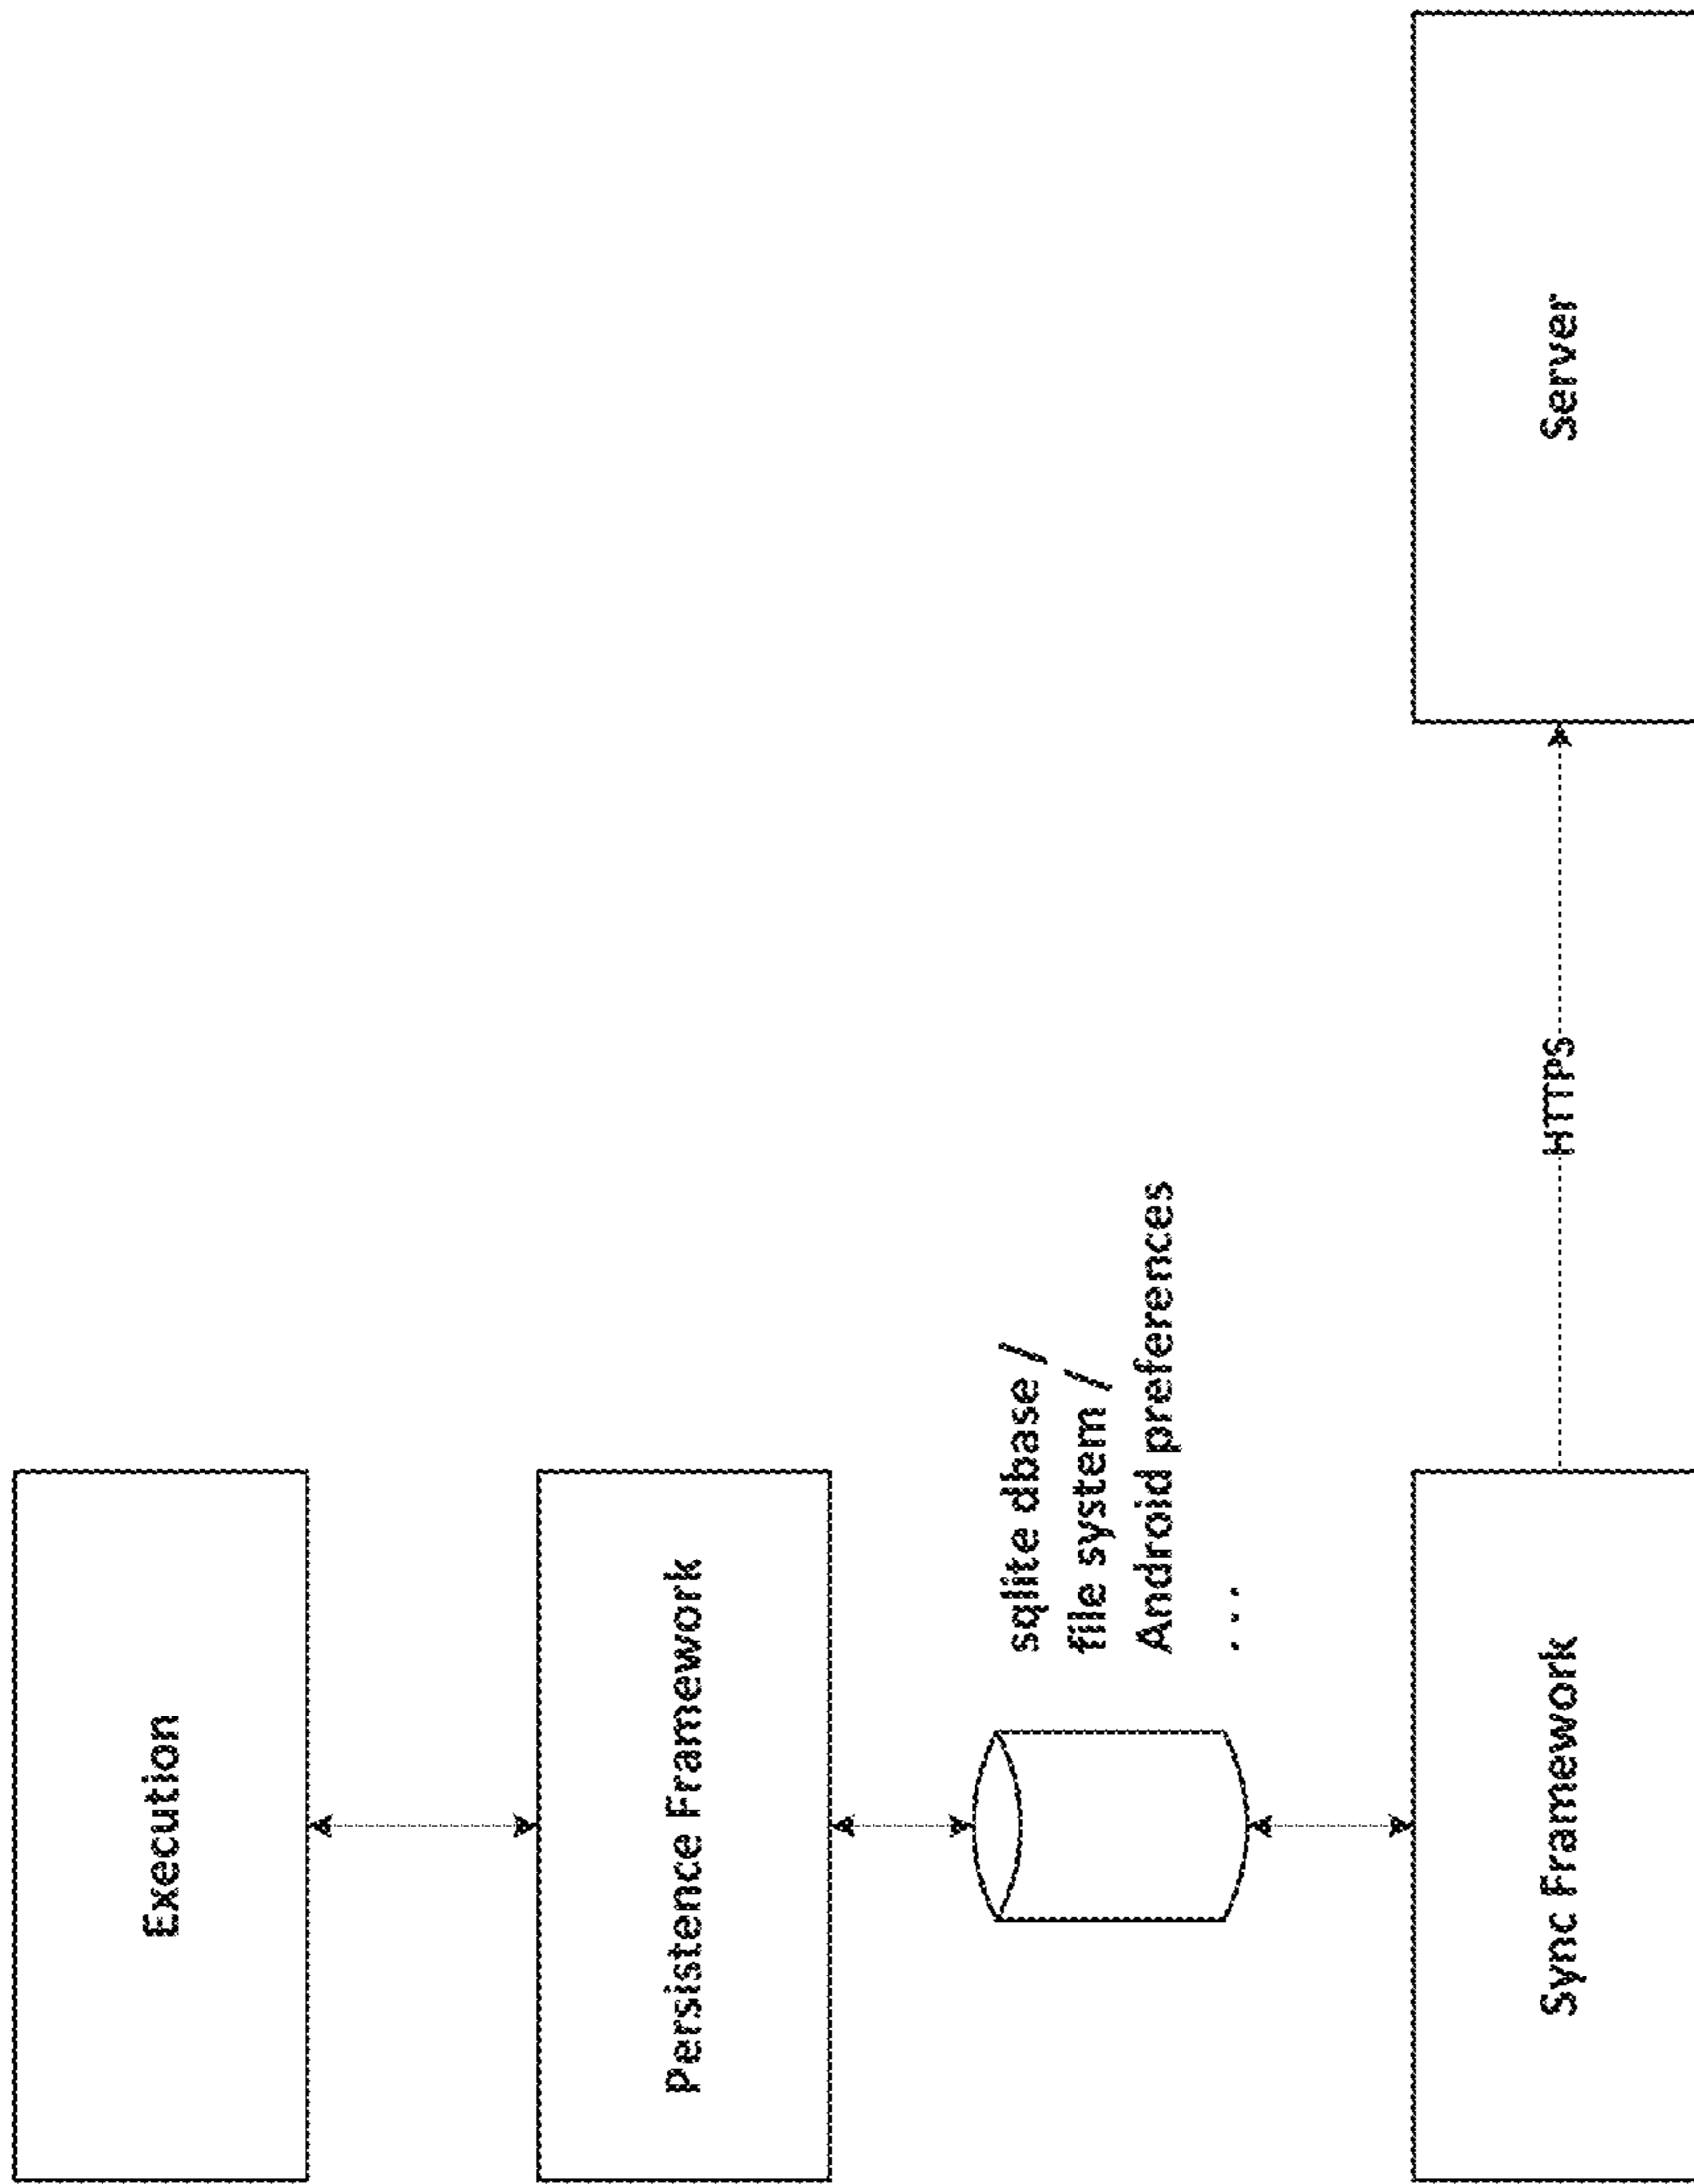 Execution
Persistence Framework
sqlite dbase /
file system /
Android preferences
...
Sync Framework
HTTPS
Server